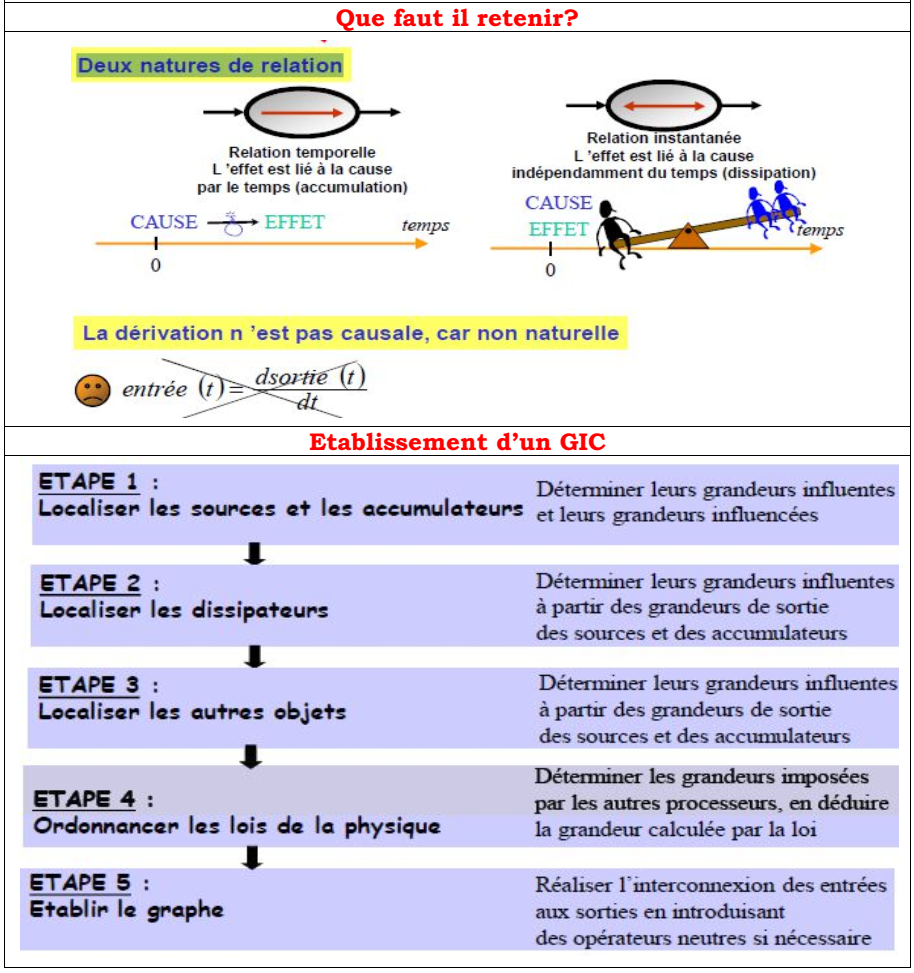 Que faut il retenir?
Deux natures de relation
Relation temporelle
L 'effet est lié à la cause
par le temps (accumulation)
CAUSE EFFET
temps
0
Relation instantanée
L 'effet est lié à la cause
indépendamment du temps (dissipation)
CAUSE
EFFET
temps
0
La dérivation n 'est pas causale, car non naturelle
entrée (t) = dsortie (t) / dt
Etablissement d'un GIC
ETAPE 1 :
Localiser les sources et les accumulateurs
Déterminer leurs grandeurs influentes
et leurs grandeurs influencées
ETAPE 2 :
Localiser les dissipateurs
Déterminer leurs grandeurs influentes
à partir des grandeurs de sortie
des sources et des accumulateurs
ETAPE 3 :
Localiser les autres objets
Déterminer leurs grandeurs influentes
à partir des grandeurs de sortie
des sources et des accumulateurs
ETAPE 4 :
Ordonnancer les lois de la physique
Déterminer les grandeurs imposées
par les autres processeurs, en déduire
la grandeur calculée par la loi
ETAPE 5 :
Etablir le graphe
Réaliser l'interconnexion des entrées
aux sorties en introduisant
des opérateurs neutres si nécessaire